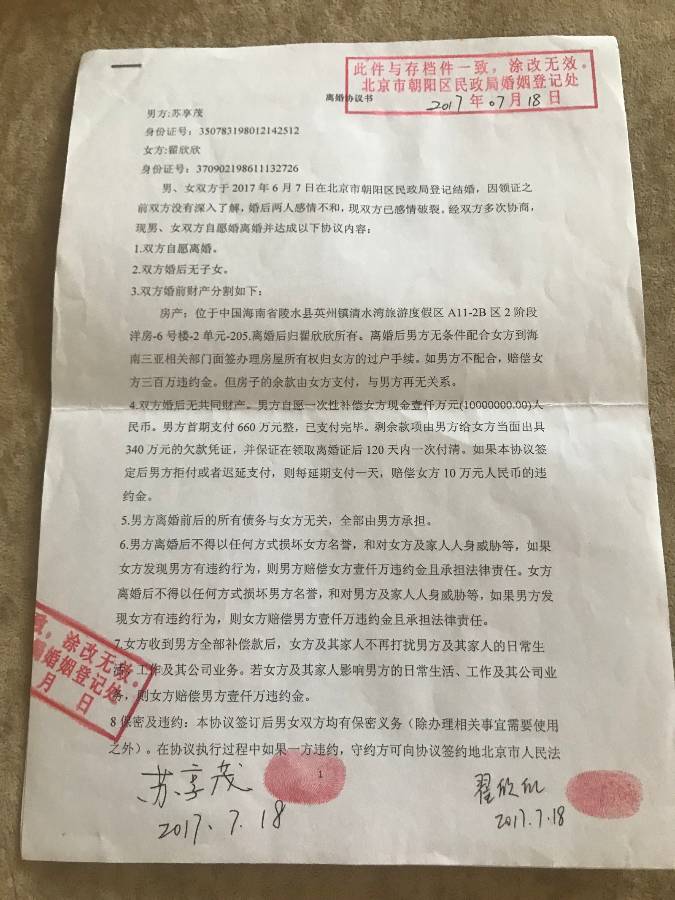 此件与存档件一致，涂改无效。
北京市朝阳区民政局婚姻登记处
2017年07月18日
离婚协议书
男方：苏享茂
身份证号：350783198012142512
女方：翟欣欣
身份证号：370902198611132726
男、女双方于2017年6月7日在北京市朝阳区民政局登记结婚，因领证之
前双方没有深入了解，婚后两人感情不和，现双方已感情破裂。经双方多次协商，
现男、女双方自愿婚离婚并达成以下协议内容：
1.双方自愿离婚。
2.双方婚后无子女。
3.双方婚前财产分割如下：
房产：位于中国海南省陵水县英州镇清水湾旅游度假区A11-2B区2阶段
洋房-6号楼-2单元-205.离婚后归翟欣欣所有。离婚后男方无条件配合女方到海
南三亚相关部门面签办理房屋所有权归女方的过户手续。如男方不配合，赔偿女
方三百万违约金。但房子的余款由女方支付，与男方再无关系。
4.双方婚后无共同财产。男方自愿一次性补偿女方现金壹仟万元(10000000.00)人
民币。男方首期支付660万元整，已支付完毕。剩余款项由男方给女方当面出具
340万元的欠款凭证，并保证在领取离婚证后120天内一次付清。如果本协议签
定后男方拒付或者迟延支付，则每延期支付一天，赔偿女方10万元人民币的违
约金。
5.男方离婚前后的所有债务与女方无关，全部由男方承担。
6.男方离婚后不得以任何方式损坏女方名誉，和对女方及家人人身威胁等，如果
女方发现男方有违约行为，则男方赔偿女方壹仟万违约金且承担法律责任。女方
离婚后不得以任何方式损坏男方名誉，和对男方及家人人身威胁等，如果男方发
现女方有违约行为，则女方赔偿男方壹仟万违约金且承担法律责任。
7.女方收到男方全部补偿款后，女方及其家人不再打扰男方及其家人的日常生
活、工作及其公司业务。若女方及其家人影响男方的日常生活、工作及其公司业
务，则女方赔偿男方壹仟万违约金。
8 保密及违约：本协议签订后男女双方均有保密义务（除办理相关事宜需要使用
之外）。在协议执行过程中如果一方违约，守约方可向协议签约地北京市人民法
，涂改无效。
局婚姻登记处
月 日
1
苏享茂
2017.7.18
翟欣欣
2017.7.18